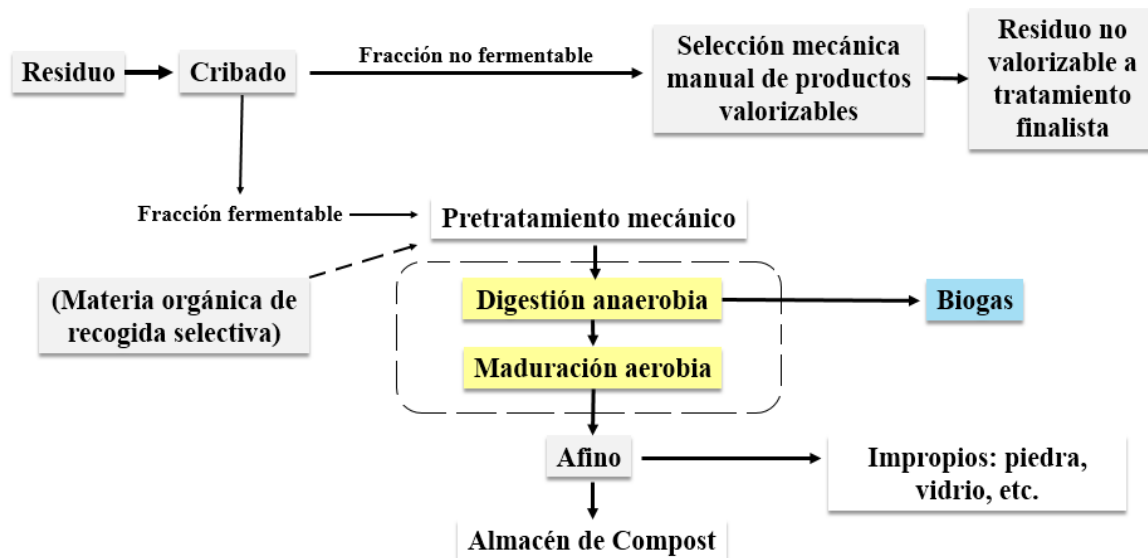 Residuo
Cribado
Fracción no fermentable
Selección mecánica
manual de productos
valorizables
Residuo no
valorizable a
tratamiento
finalista
Fracción fermentable
Pretratamiento mecánico
(Materia orgánica de
recogida selectiva)
Digestión anaerobia
Biogas
Maduración aerobia
Afino
Impropios: piedra,
vidrio, etc.
Almacén de Compost